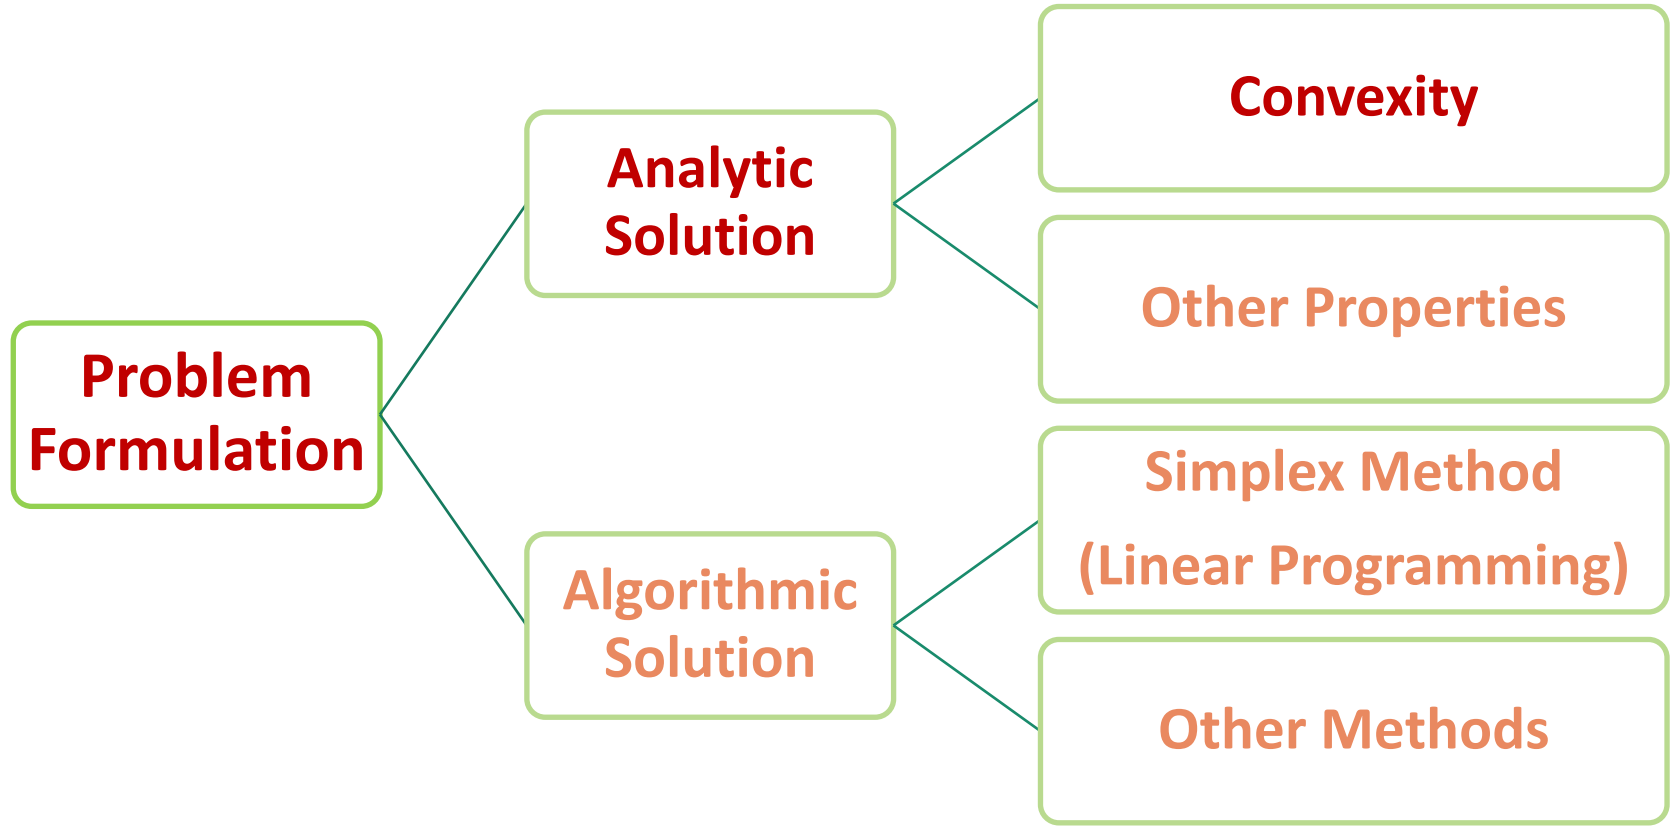 Problem
Formulation
Analytic
Solution
Convexity
Other Properties
Algorithmic
Solution
Simplex Method
(Linear Programming)
Other Methods